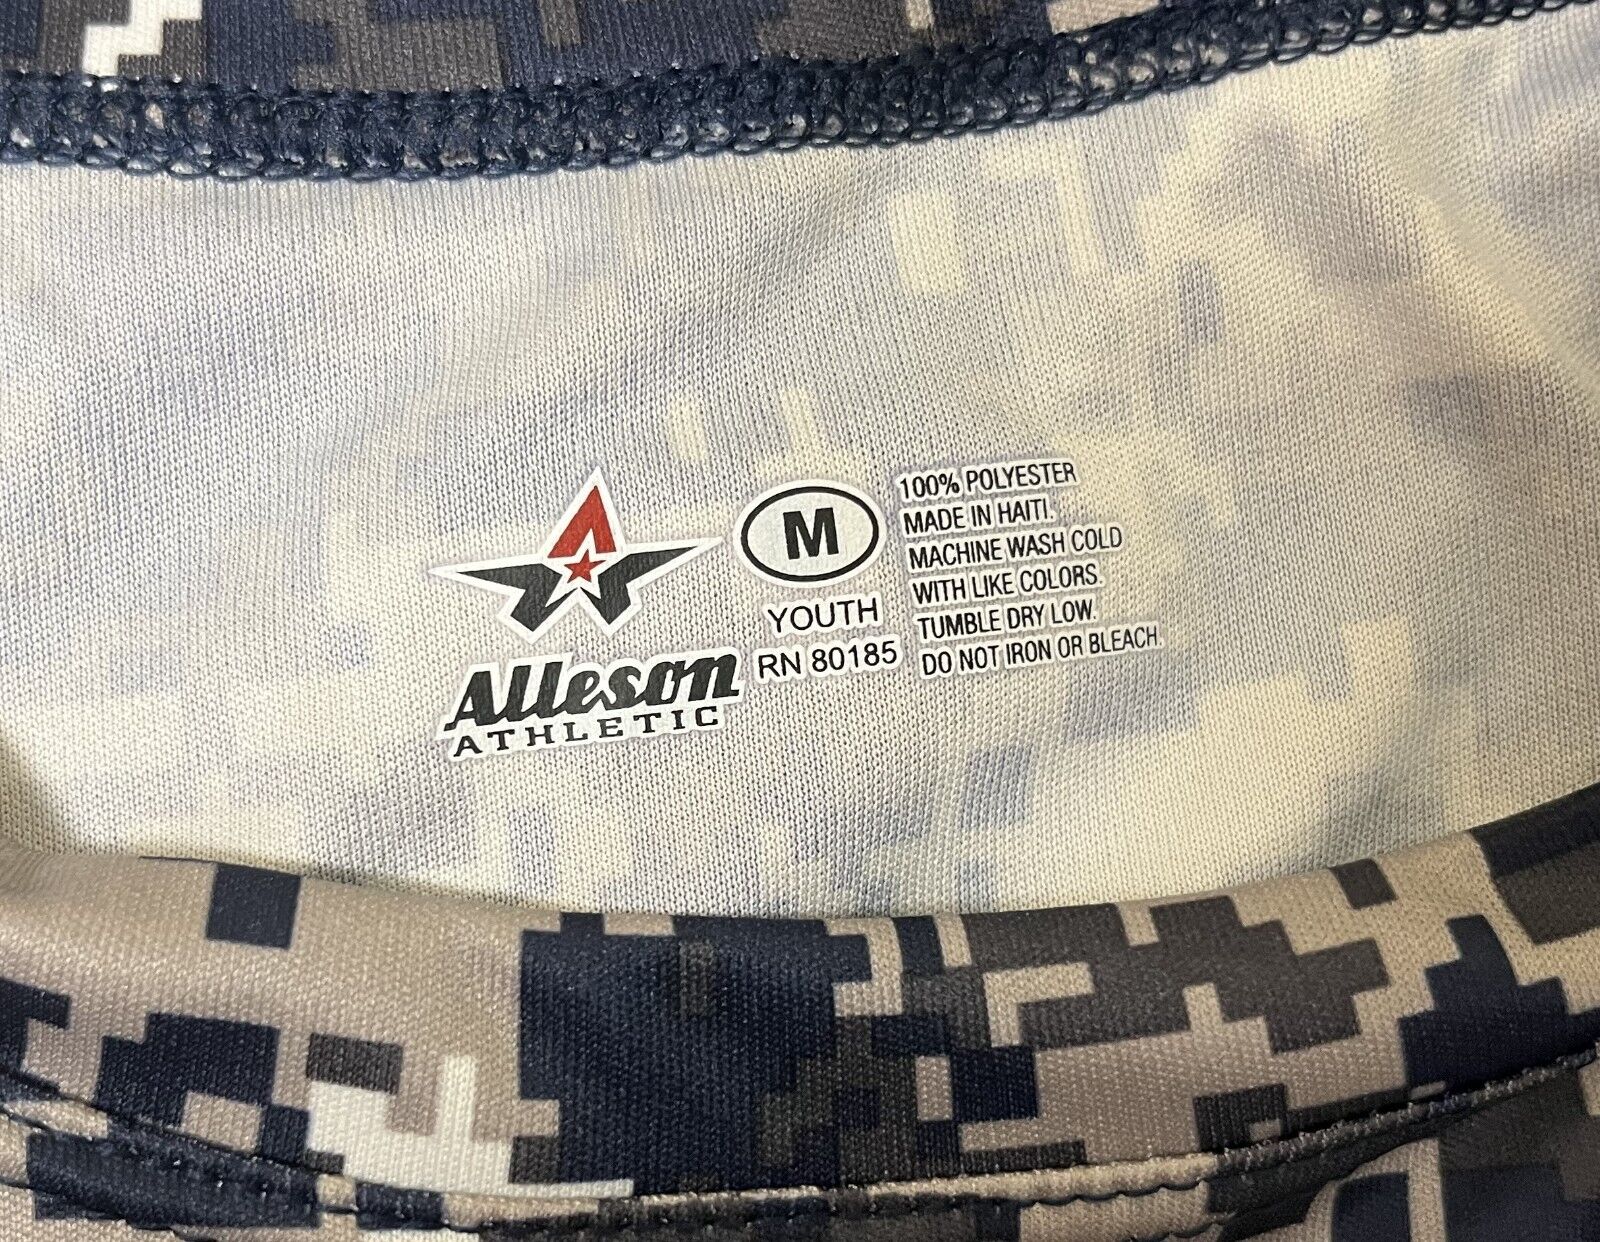 Alleson
ATHLETIC
M
YOUTH
RN 80185
100% POLYESTER
MADE IN HAITI.
MACHINE WASH COLD
WITH LIKE COLORS.
TUMBLE DRY LOW.
DO NOT IRON OR BLEACH.